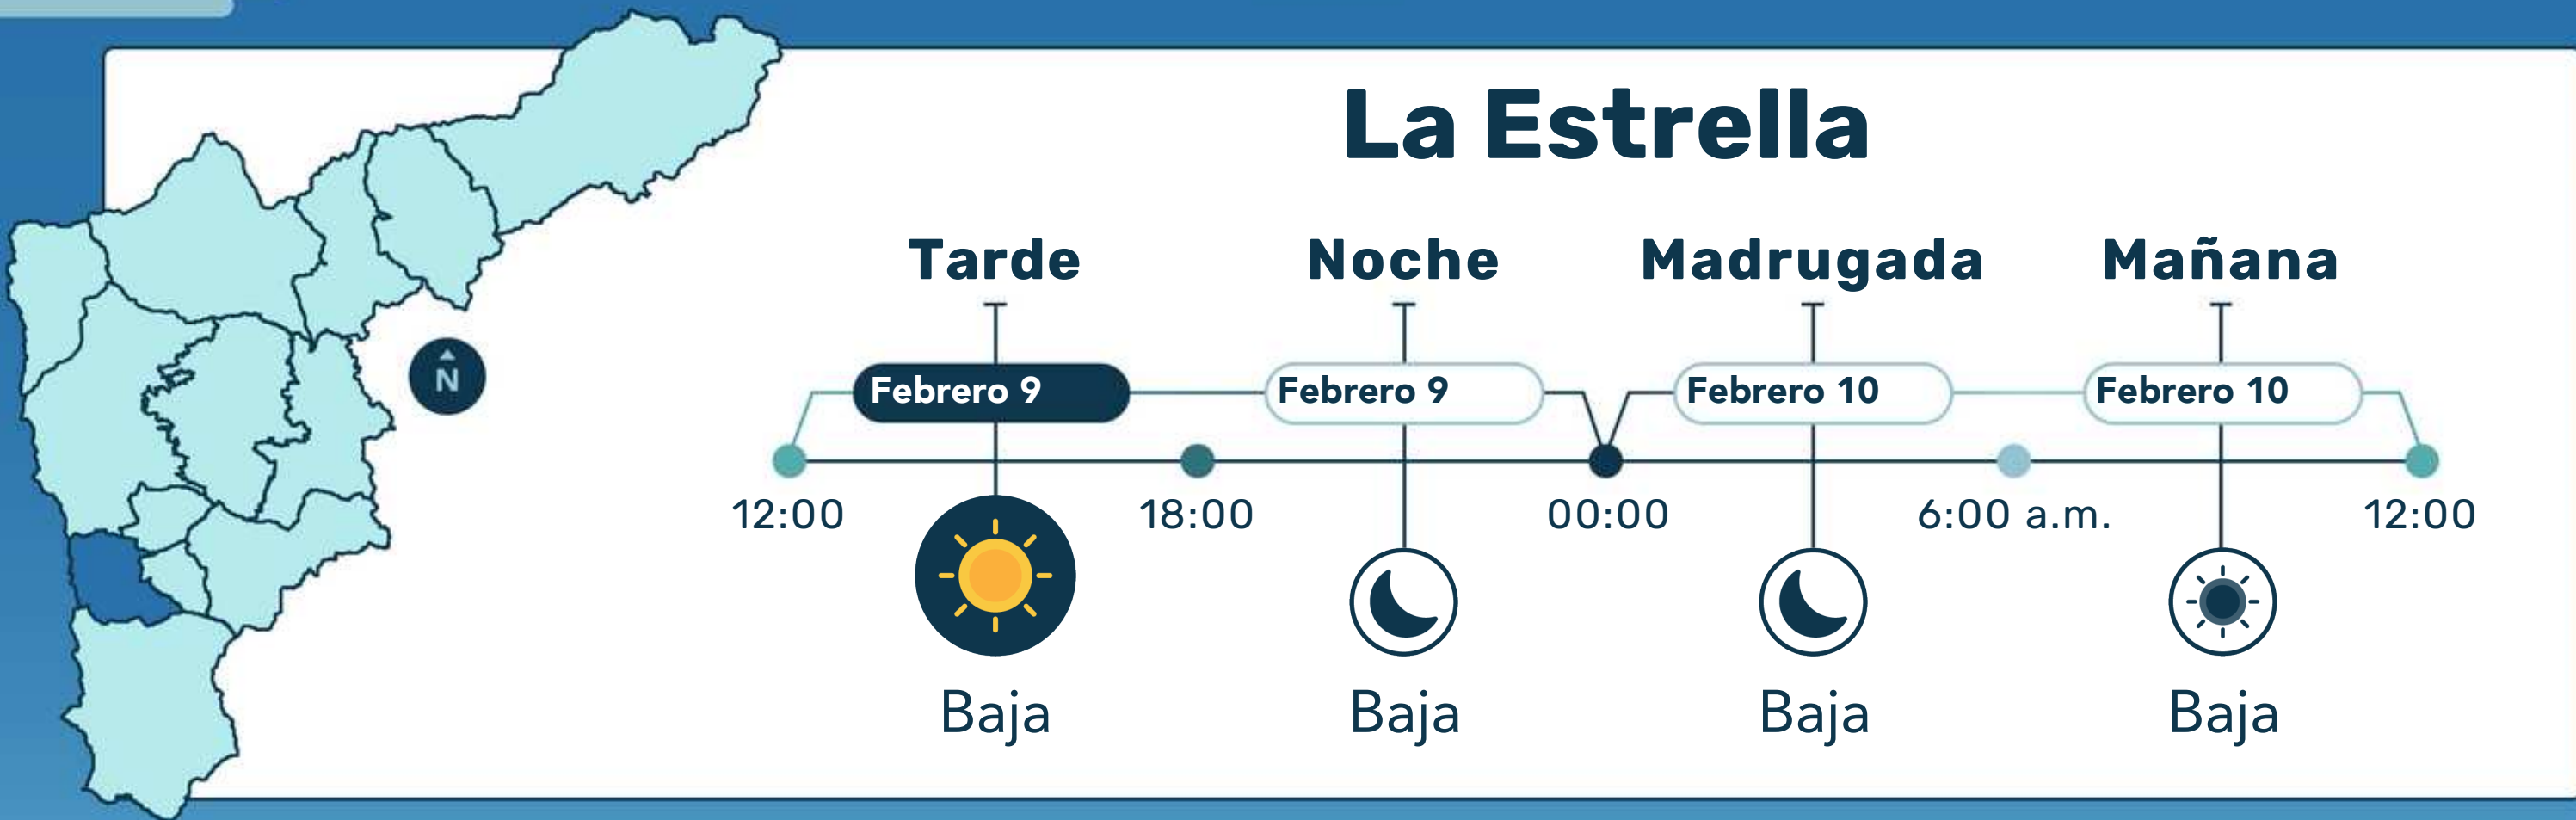 La Estrella
Tarde Noche Madrugada Mañana
N
Febrero 9 Febrero 9 Febrero 10 Febrero 10
12:00 18:00 00:00 6:00 a.m. 12:00
Baja Baja Baja Baja